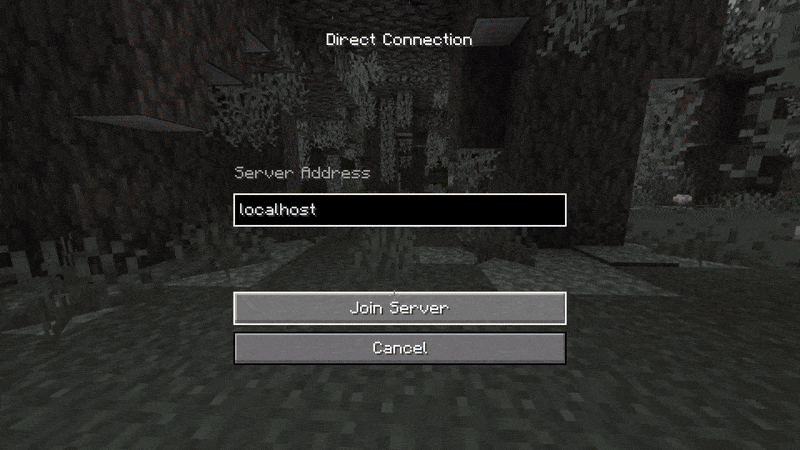 Direct Connection
Server Address
localhost
Join Server
Cancel